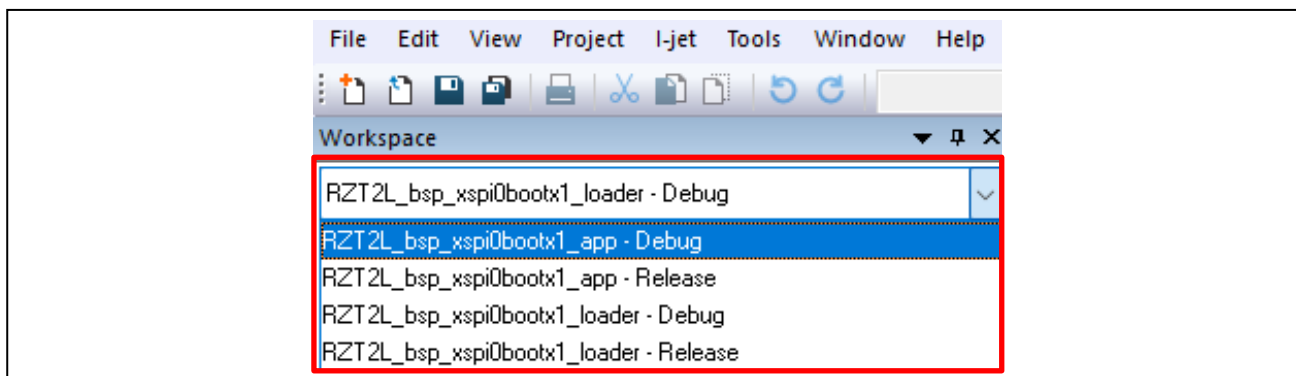 File Edit View Project I-jet Tools Window Help
Workspace
RZT2L_bsp_xspi0bootx1_loader - Debug
RZT2L_bsp_xspi0bootx1_app - Debug
RZT2L_bsp_xspi0bootx1_app - Release
RZT2L_bsp_xspi0bootx1_loader - Debug
RZT2L_bsp_xspi0bootx1_loader - Release